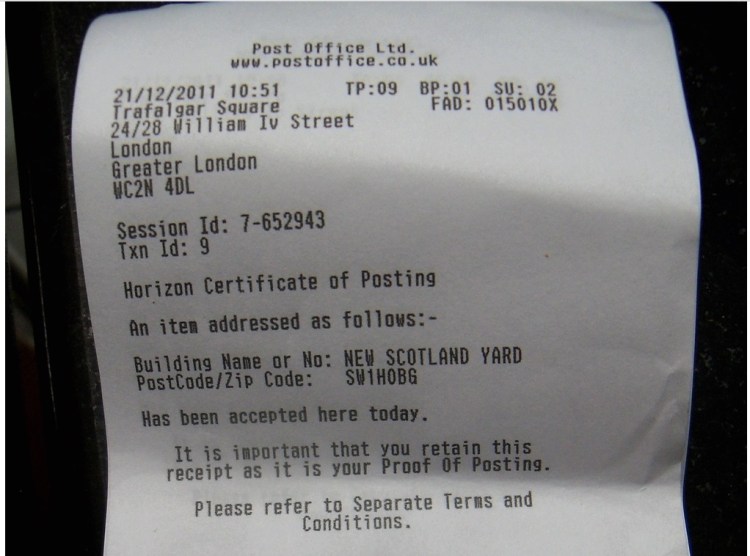 Post Office Ltd.
www.postoffice.co.uk
21/12/2011 10:51 TP:09 BP:01 SU: 02
Trafalgar Square FAD: 015010X
24/28 William Iv Street
London
Greater London
WC2N 4DL
Session Id: 7-652943
Txn Id: 9
Horizon Certificate of Posting
An item addressed as follows:-
Building Name or No: NEW SCOTLAND YARD
PostCode/Zip Code: SW1H0BG
Has been accepted here today.
It is important that you retain this
receipt as it is your Proof Of Posting.
Please refer to Separate Terms and
Conditions.